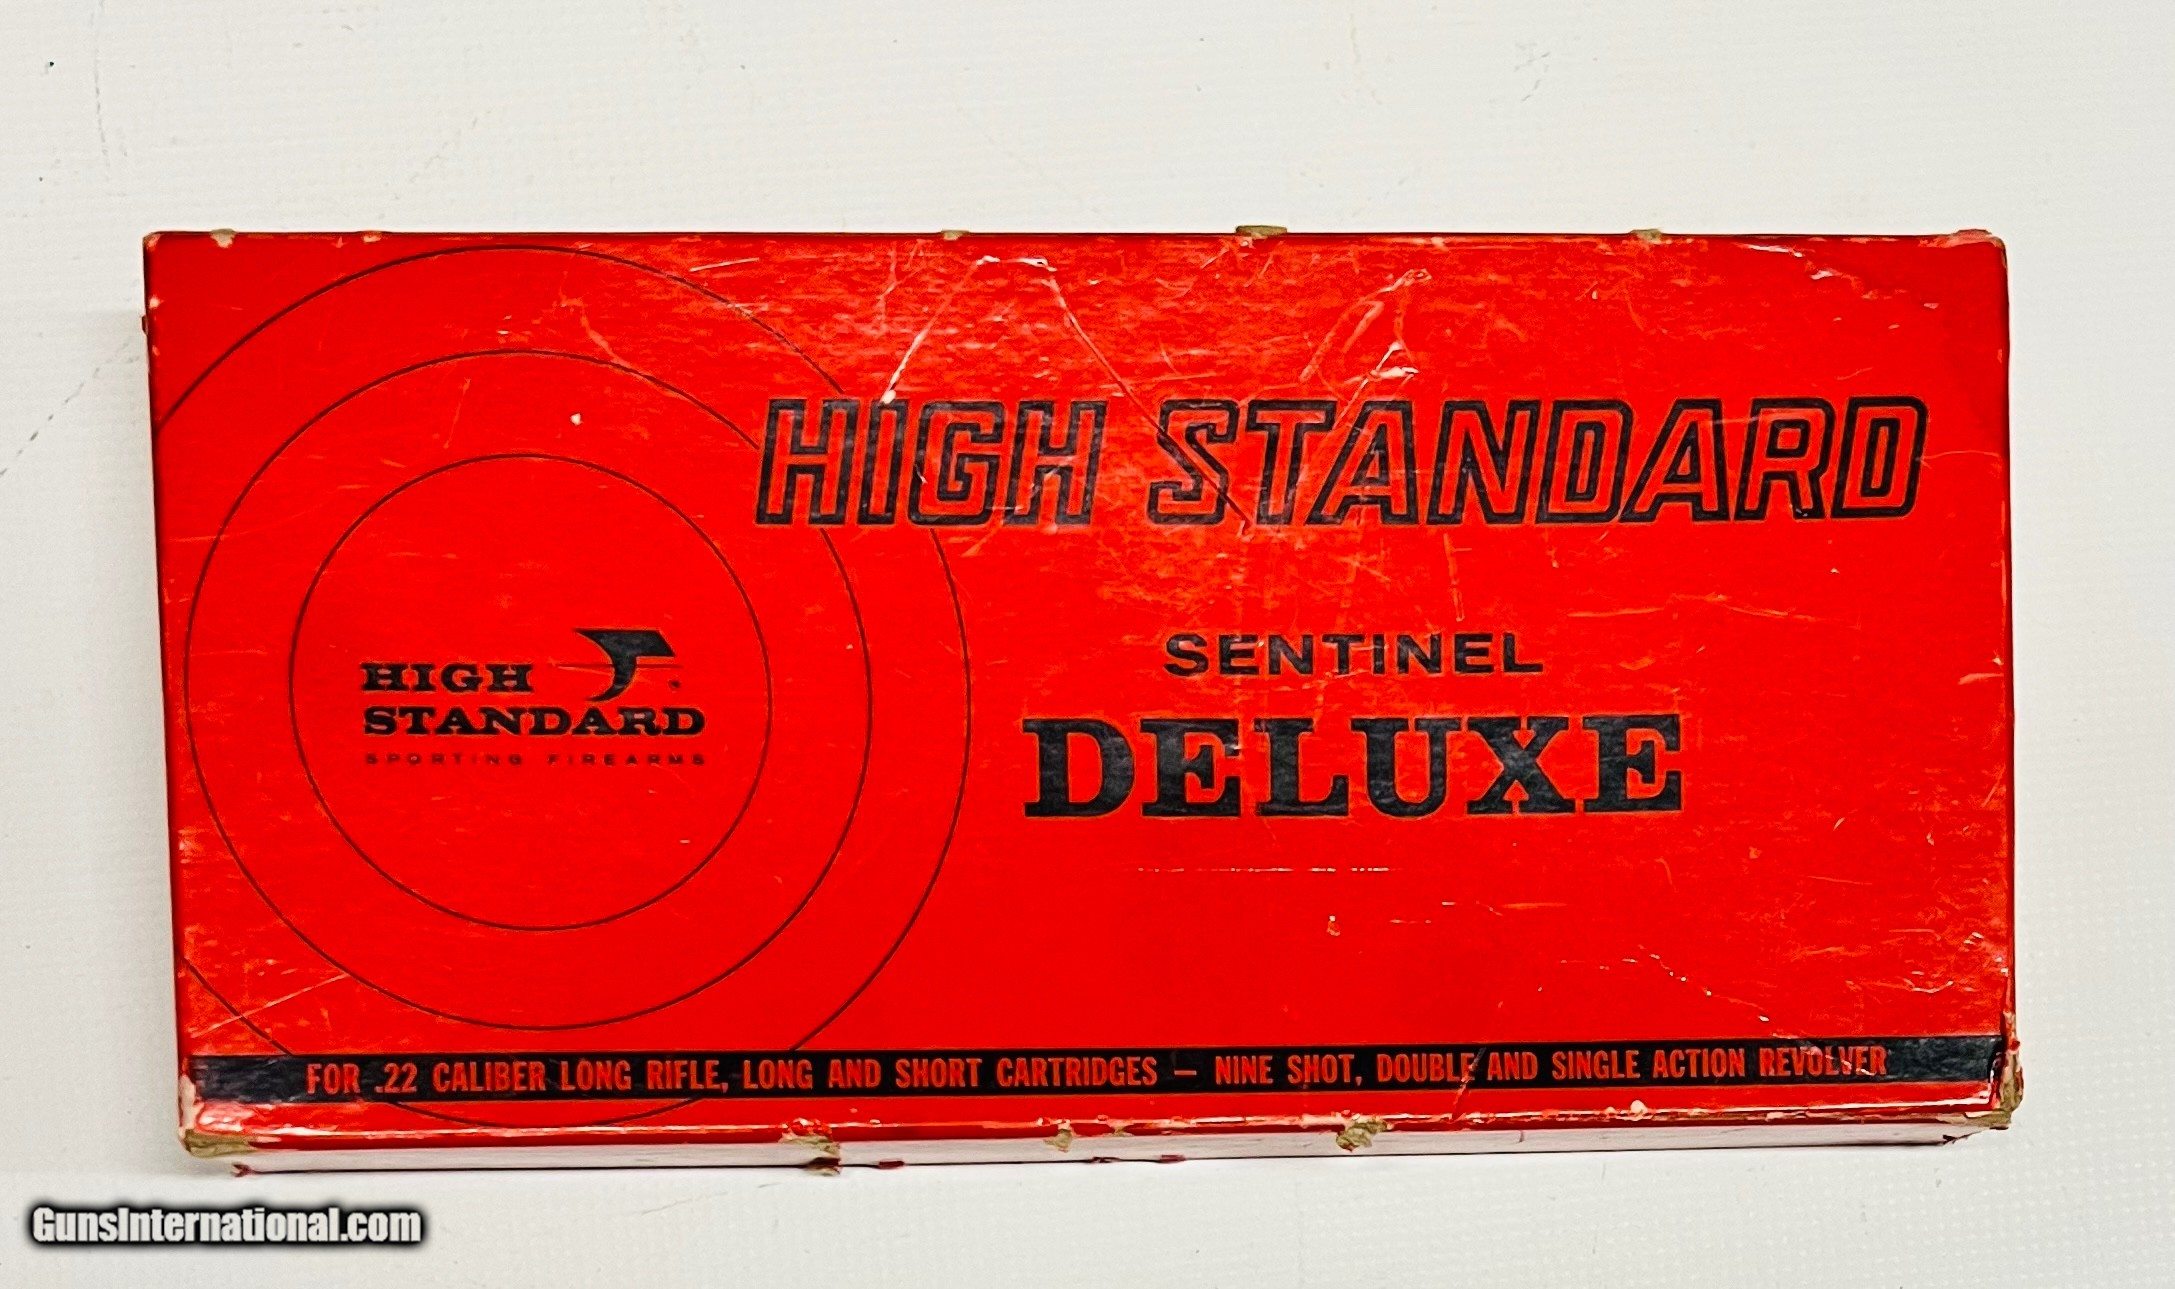 HIGH STANDARD
SENTINEL
DELUXE
HIGH
STANDARD
SPORTING FIREARMS
FOR .22 CALIBER LONG RIFLE, LONG AND SHORT CARTRIDGES — NINE SHOT, DOUBLE AND SINGLE ACTION REVOLVER
GunsInternational.com